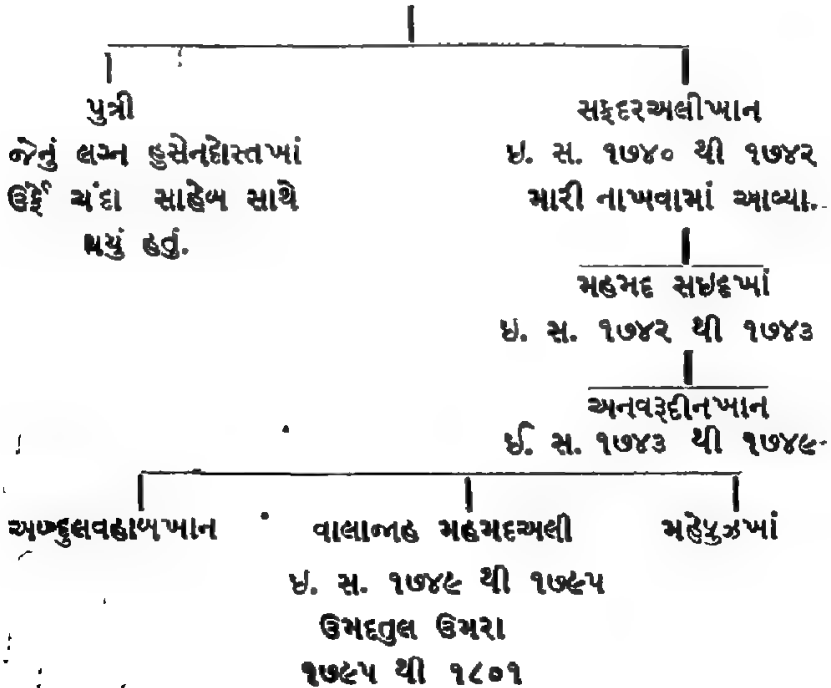 પુત્રી
જેનું લગ્ન હુસેનદોસ્તખાં
ઉર્ફે ચંદા સાહેબ સાથે
થયું હતું.
સફદરઅલીખાન
ઇ. સ. ૧૭૪૦ થી ૧૭૪૨
મારી નાખવામાં આવ્યા.
મહમદ સઇદખાં
ઇ. સ. ૧૭૪૨ થી ૧૭૪૩
અનવરૂદીનખાન
ઈ. સ. ૧૭૪૩ થી ૧૭૪૯
અબ્દુલવહાબખાન
વાલાજાહ મહમદઅલી
ઇ. સ. ૧૭૪૯ થી ૧૭૯૫
ઉમદતુલ ઉમરા
૧૭૯૫ થી ૧૮૦૧
મહેફુઝખાં